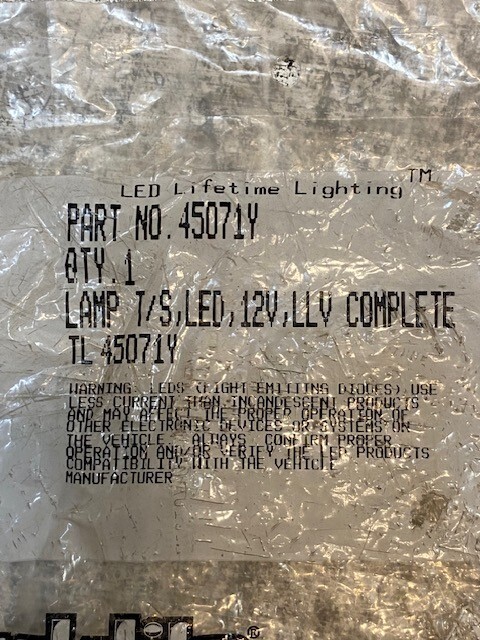 LED Lifetime Lighting™
PART NO. 45071Y
QTY. 1
LAMP T/S,LED,12V,LLV COMPLETE
TL 45071Y
WARNING: LEDS (LIGHT EMITTING DIODES) USE
LESS CURRENT THAN INCANDESCENT PRODUCTS
AND MAY AFFECT THE PROPER OPERATION OF
OTHER ELECTRONIC DEVICES OR SYSTEMS ON
THE VEHICLE. ALWAYS CONFIRM PROPER
OPERATION AND/OR VERIFY THE LED PRODUCTS
COMPATIBILITY WITH THE VEHICLE
MANUFACTURER
®